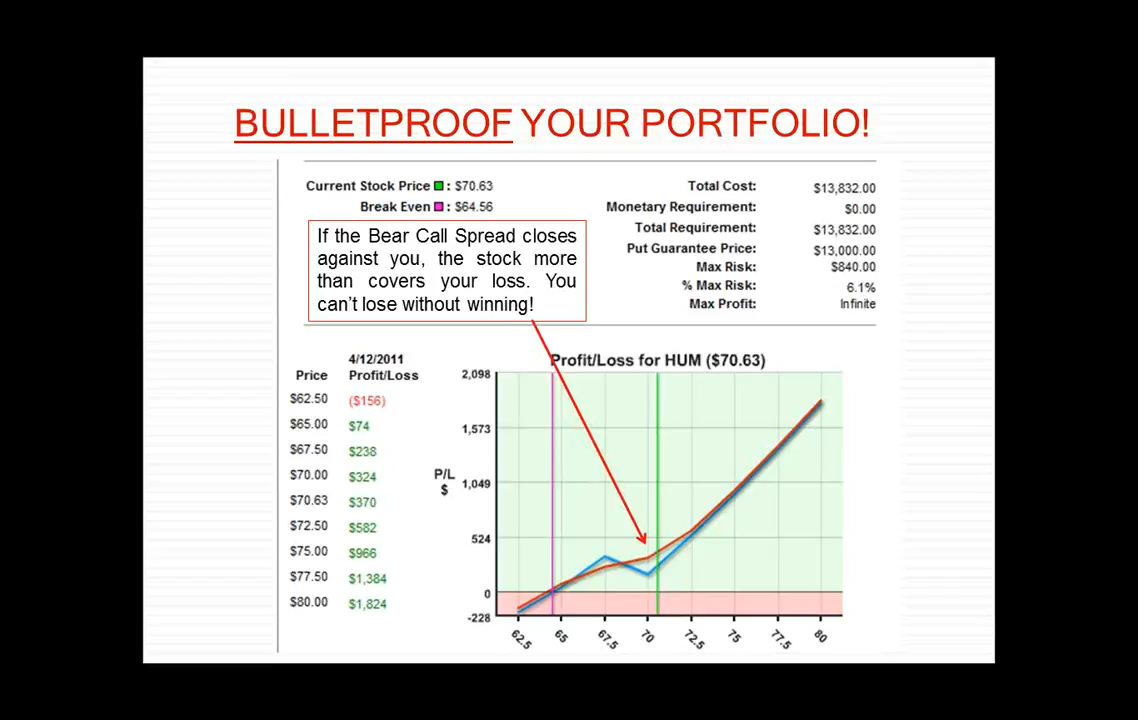 BULLETPROOF YOUR PORTFOLIO!
Current Stock Price : $70.63
Break Even : $64.56
Total Cost: $13,832.00
Monetary Requirement: $0.00
Total Requirement: $13,832.00
Put Guarantee Price: $13,000.00
Max Risk: $840.00
% Max Risk: 6.1%
Max Profit: Infinite
If the Bear Call Spread closes
against you, the stock more
than covers your loss. You
can't lose without winning!
4/12/2011
Price Profit/Loss
$62.50 ($156)
$65.00 $74
$67.50 $238
$70.00 $324
$70.63 $370
$72.50 $582
$75.00 $966
$77.50 $1,384
$80.00 $1,824
Profit/Loss for HUM ($70.63)
P/L
$
2,098
1,573
1,049
524
0
-228
62.5 65 67.5 70 72.5 75 77.5 80